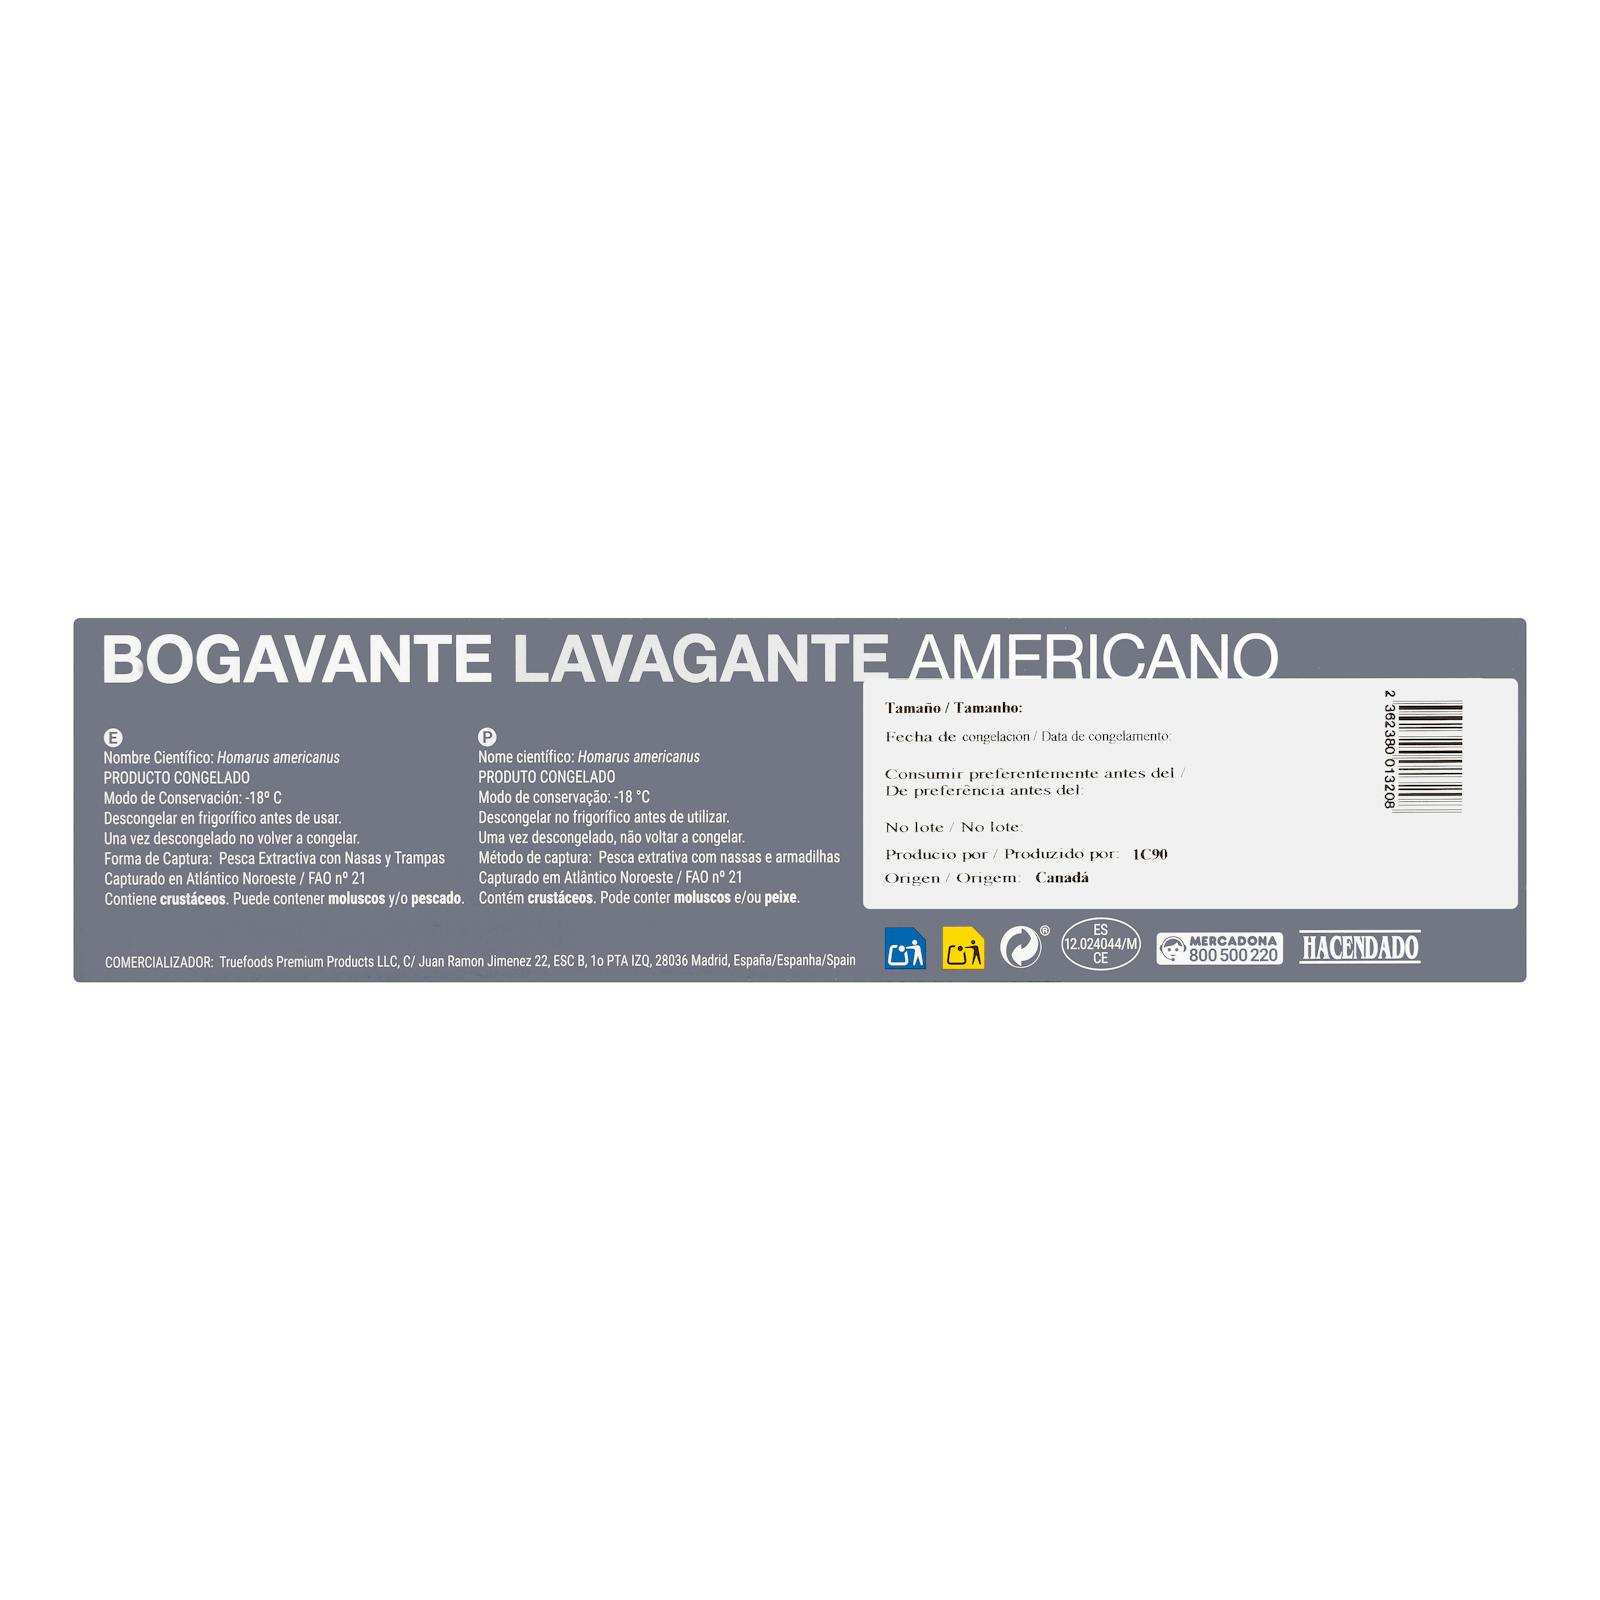 BOGAVANTE LAVAGANTE AMERICANO
E
Nombre Científico: Homarus americanus
PRODUCTO CONGELADO
Modo de Conservación: -18º C
Descongelar en frigorífico antes de usar.
Una vez descongelado no volver a congelar.
Forma de Captura: Pesca Extractiva con Nasas y Trampas
Capturado en Atlántico Noroeste / FAO nº 21
Contiene crustáceos. Puede contener moluscos y/o pescado.
P
Nome científico: Homarus americanus
PRODUTO CONGELADO
Modo de conservação: -18 °C
Descongelar no frigorífico antes de utilizar.
Uma vez descongelado, não voltar a congelar.
Método de captura: Pesca extrativa com nassas e armadilhas
Capturado em Atlântico Noroeste / FAO nº 21
Contém crustáceos. Pode conter moluscos e/ou peixe.
COMERCIALIZADOR: Truefoods Premium Products LLC, C/ Juan Ramon Jimenez 22, ESC B, 1o PTA IZQ, 28036 Madrid, España/Espanha/Spain
Tamaño / Tamanho:
Fecha de congelación / Data de congelamento:
Consumir preferentemente antes del /
De preferência antes del:
No lote / No lote:
Producio por / Produzido por: 1C90
Origen / Origem: Canadá
2 362380 013208
®
ES
12.024044/M
CE
MERCADONA
800 500 220
HACENDADO